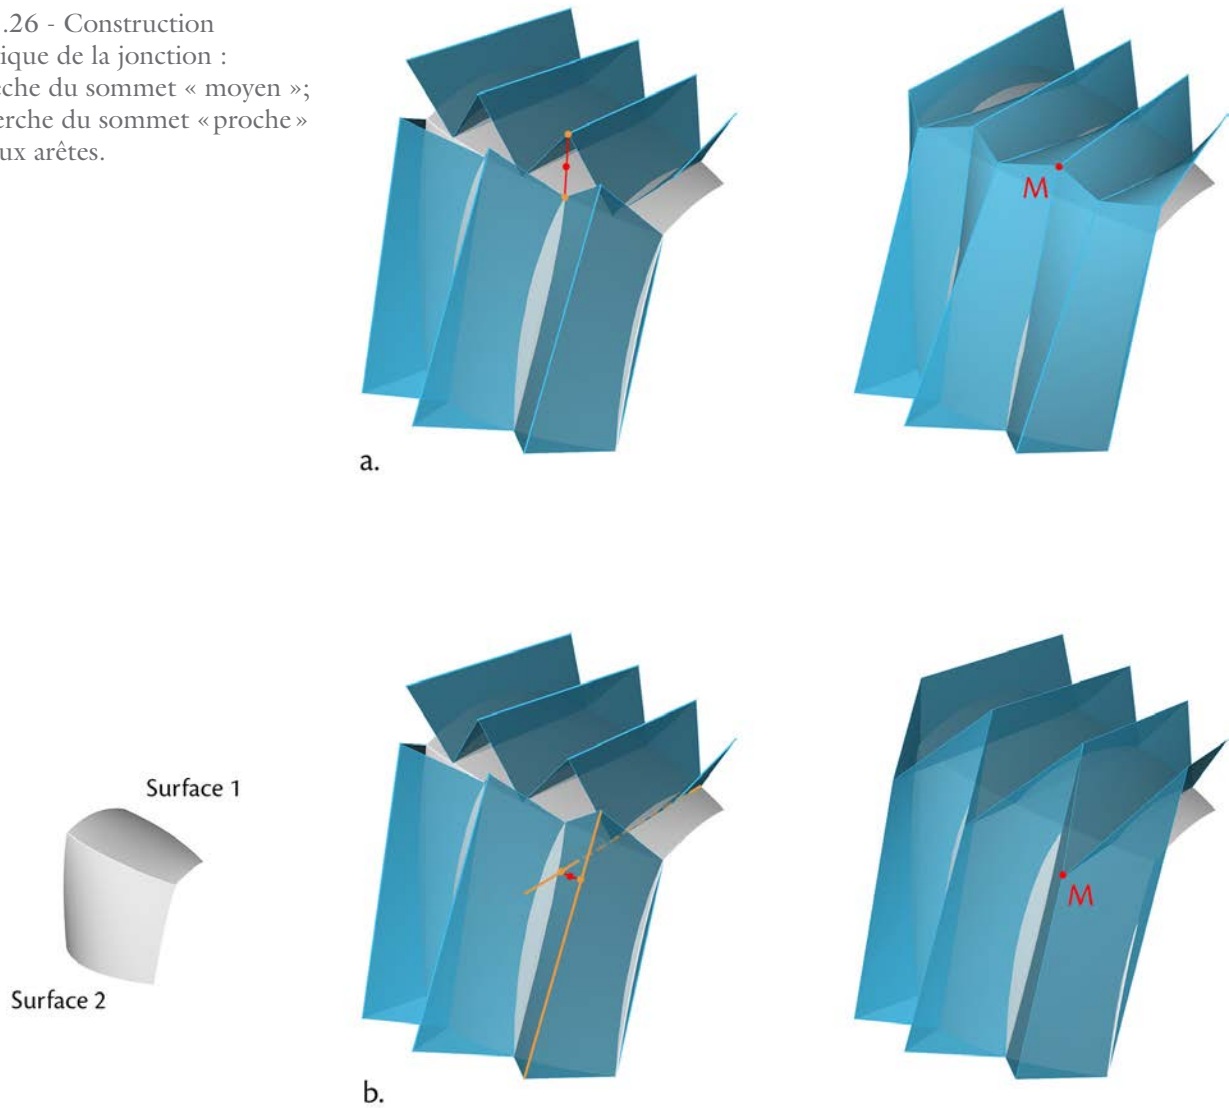 .26 - Construction
ique de la jonction :
che du sommet « moyen »;
erche du sommet «proche»
ux arêtes.
M
a.
Surface 1
Surface 2
M
b.